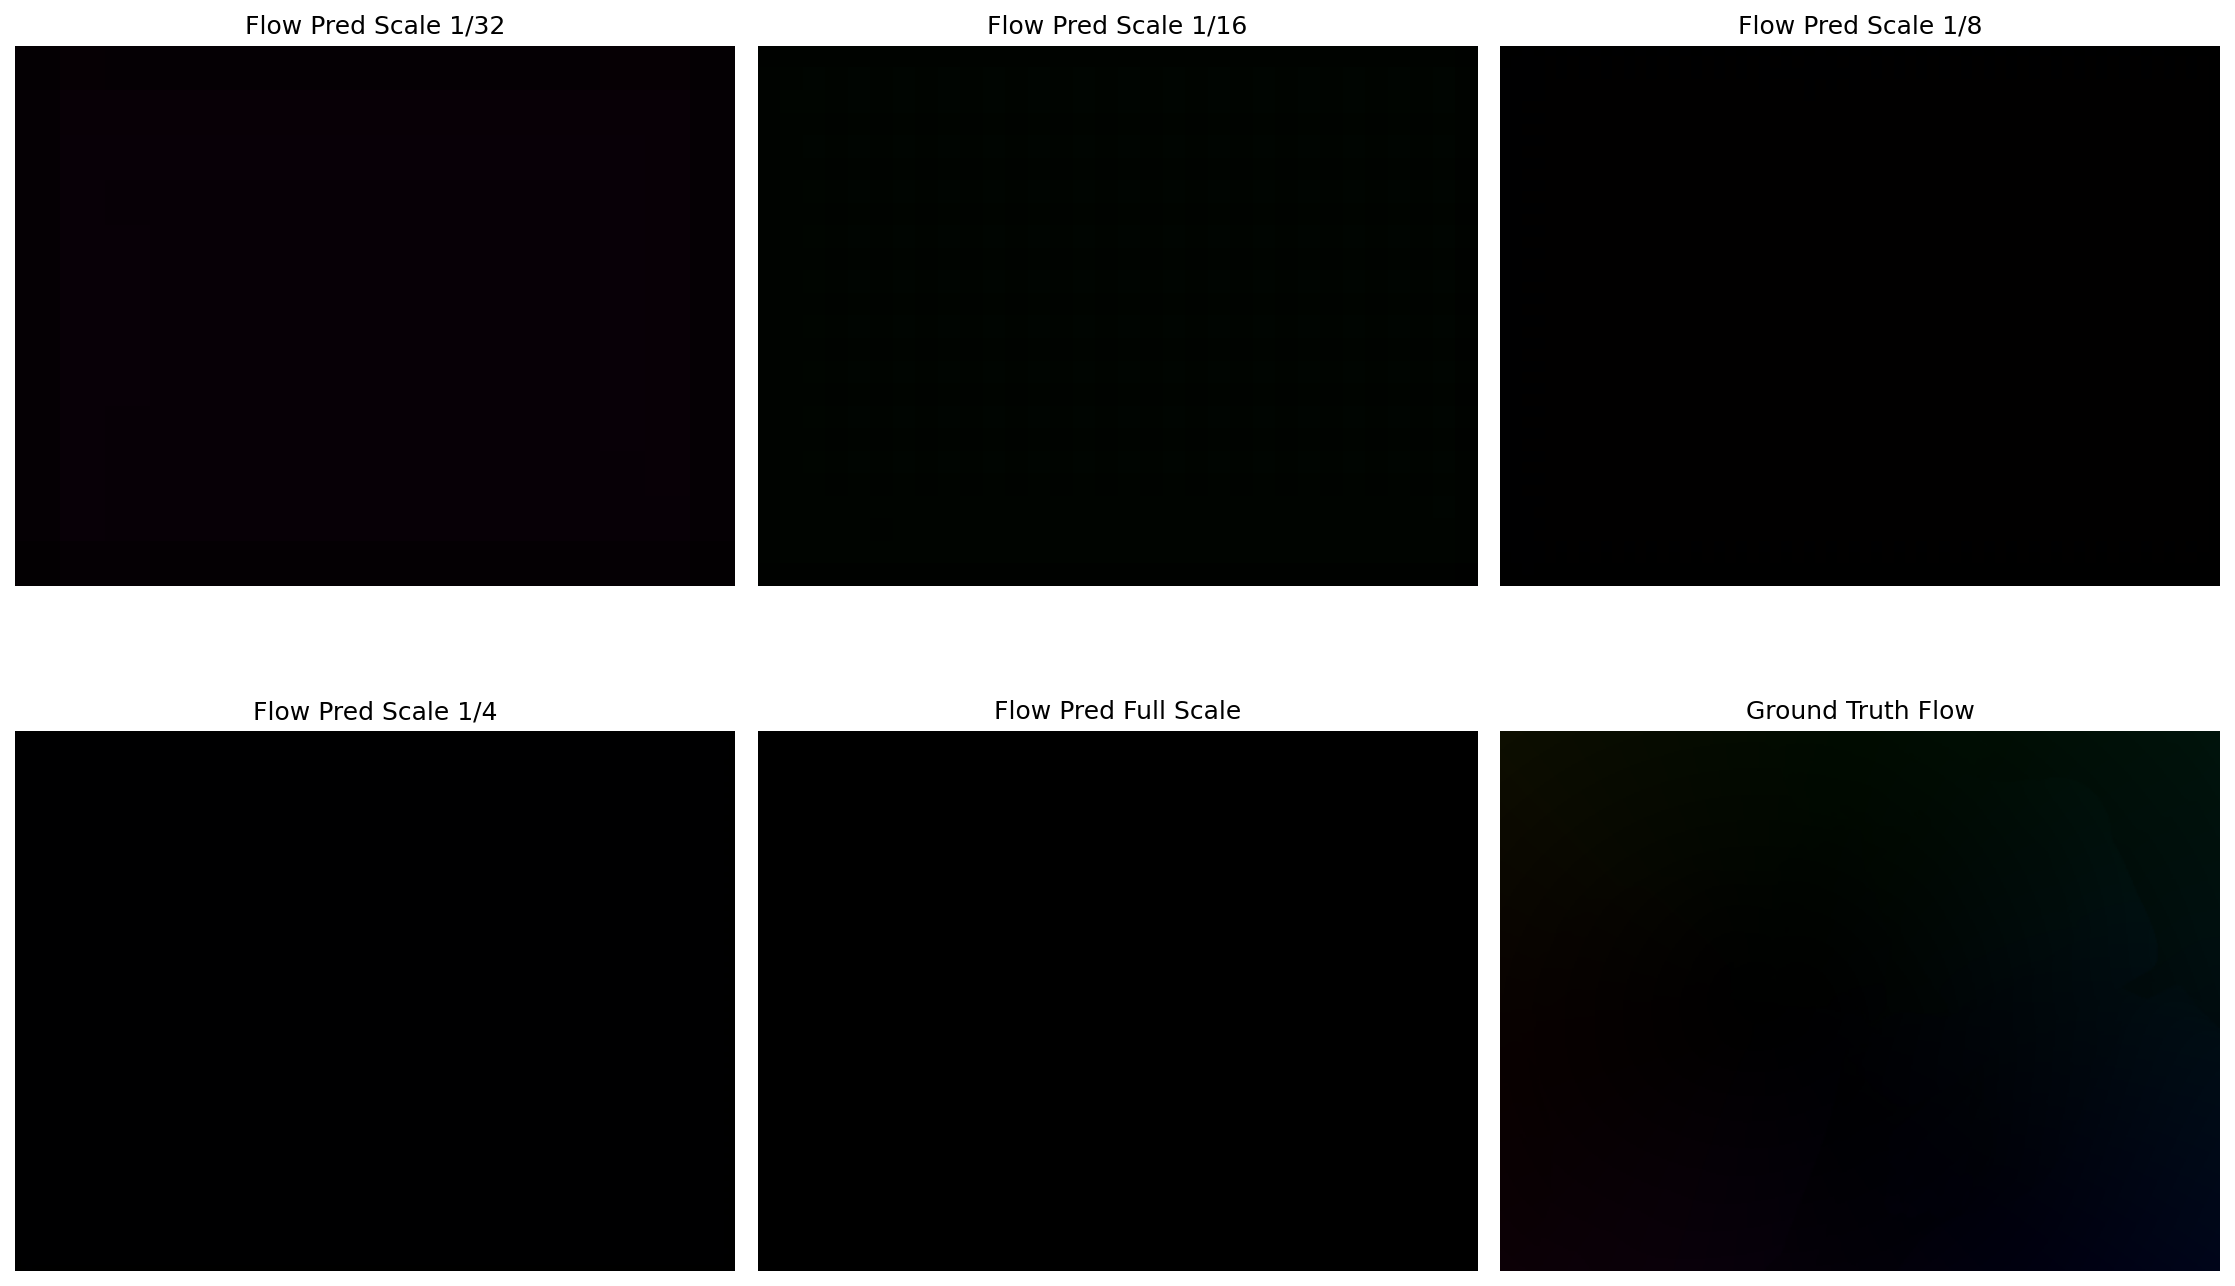 Flow Pred Scale 1/32
Flow Pred Scale 1/16
Flow Pred Scale 1/8
Flow Pred Scale 1/4
Flow Pred Full Scale
Ground Truth Flow